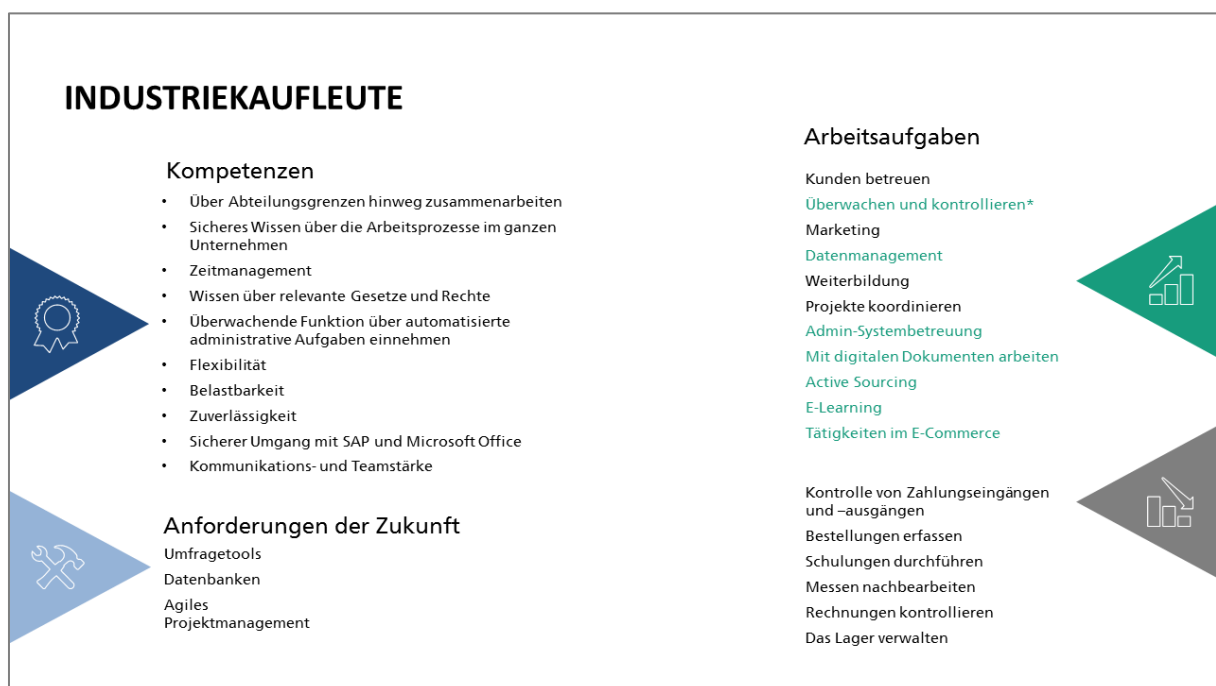 INDUSTRIEKAUFLEUTE
Kompetenzen
• Über Abteilungsgrenzen hinweg zusammenarbeiten
• Sicheres Wissen über die Arbeitsprozesse im ganzen
Unternehmen
• Zeitmanagement
• Wissen über relevante Gesetze und Rechte
• Überwachende Funktion über automatisierte
administrative Aufgaben einnehmen
• Flexibilität
• Belastbarkeit
• Zuverlässigkeit
• Sicherer Umgang mit SAP und Microsoft Office
• Kommunikations- und Teamstärke
Anforderungen der Zukunft
Umfragetools
Datenbanken
Agiles
Projektmanagement
Arbeitsaufgaben
Kunden betreuen
Überwachen und kontrollieren*
Marketing
Datenmanagement
Weiterbildung
Projekte koordinieren
Admin-Systembetreuung
Mit digitalen Dokumenten arbeiten
Active Sourcing
E-Learning
Tätigkeiten im E-Commerce
Kontrolle von Zahlungseingängen
und –ausgängen
Bestellungen erfassen
Schulungen durchführen
Messen nachbearbeiten
Rechnungen kontrollieren
Das Lager verwalten